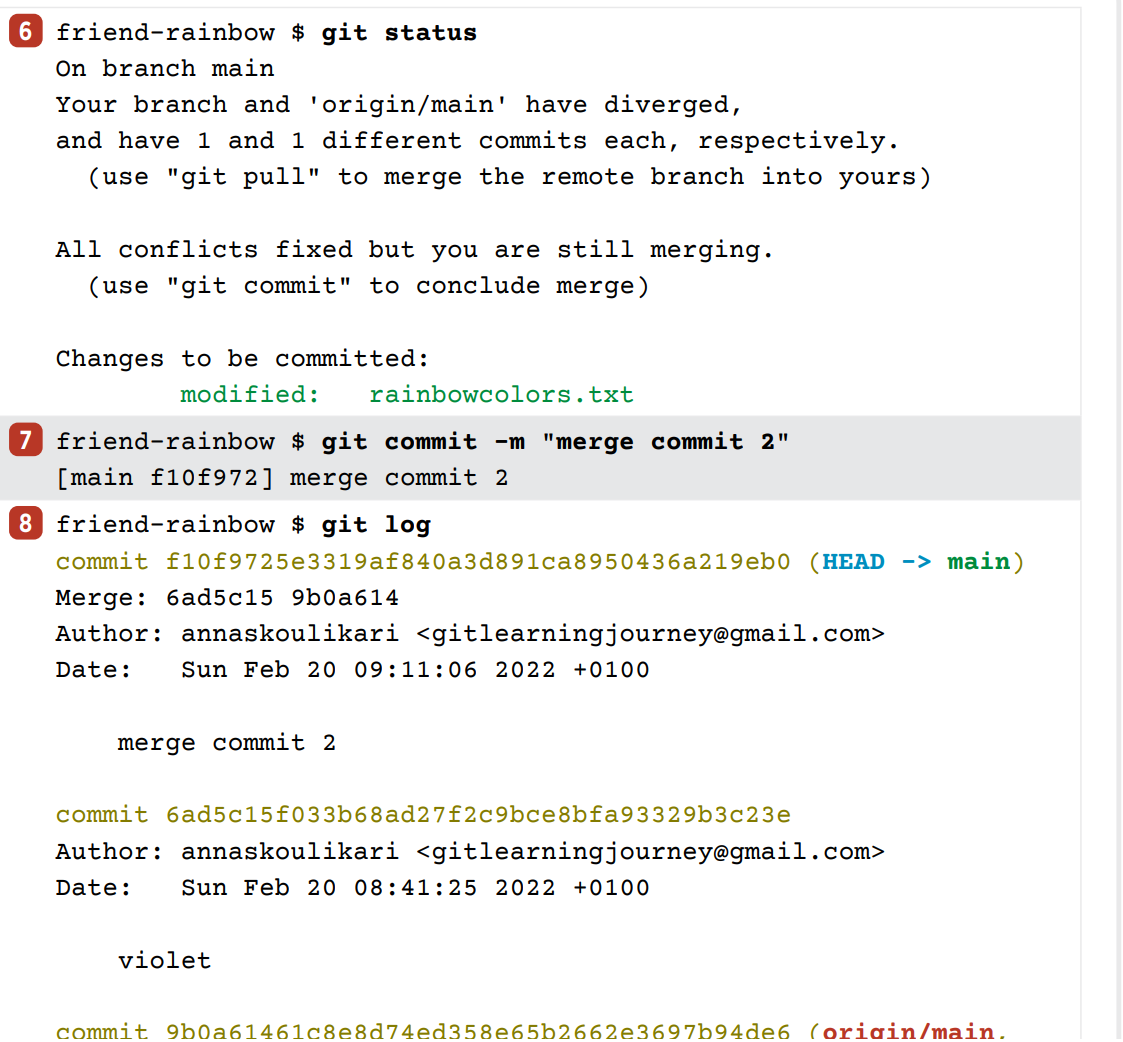 6 friend-rainbow $ git status
On branch main
Your branch and 'origin/main' have diverged,
and have 1 and 1 different commits each, respectively.
(use "git pull" to merge the remote branch into yours)
All conflicts fixed but you are still merging.
(use "git commit" to conclude merge)
Changes to be committed:
modified: rainbowcolors.txt
7 friend-rainbow $ git commit -m "merge commit 2"
[main f10f972] merge commit 2
8 friend-rainbow $ git log
commit f10f9725e3319af840a3d891ca8950436a219eb0 (HEAD -> main)
Merge: 6ad5c15 9b0a614
Author: annaskoulikari <gitlearningjourney@gmail.com>
Date: Sun Feb 20 09:11:06 2022 +0100
merge commit 2
commit 6ad5c15f033b68ad27f2c9bce8bfa93329b3c23e
Author: annaskoulikari <gitlearningjourney@gmail.com>
Date: Sun Feb 20 08:41:25 2022 +0100
violet
commit 9b0a61461c8e8d74ed358e65b2662e3697b94de6 (origin/main,